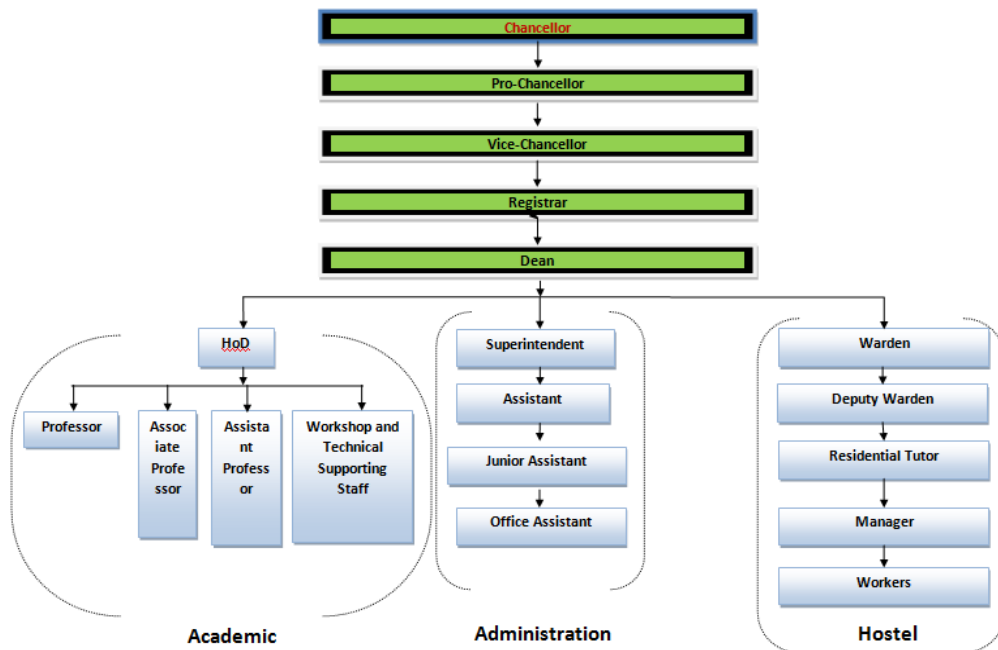 Chancellor
Pro-Chancellor
Vice-Chancellor
Registrar
Dean
HoD
Professor
Associ
iate
Profe
ssor
Assista
nt
Profess
or
Workshop and
Technical
Supporting
Staff
Academic
Superintendent
Assistant
Junior Assistant
Office Assistant
Administration
Warden
Deputy Warden
Residential Tutor
Manager
Workers
Hostel